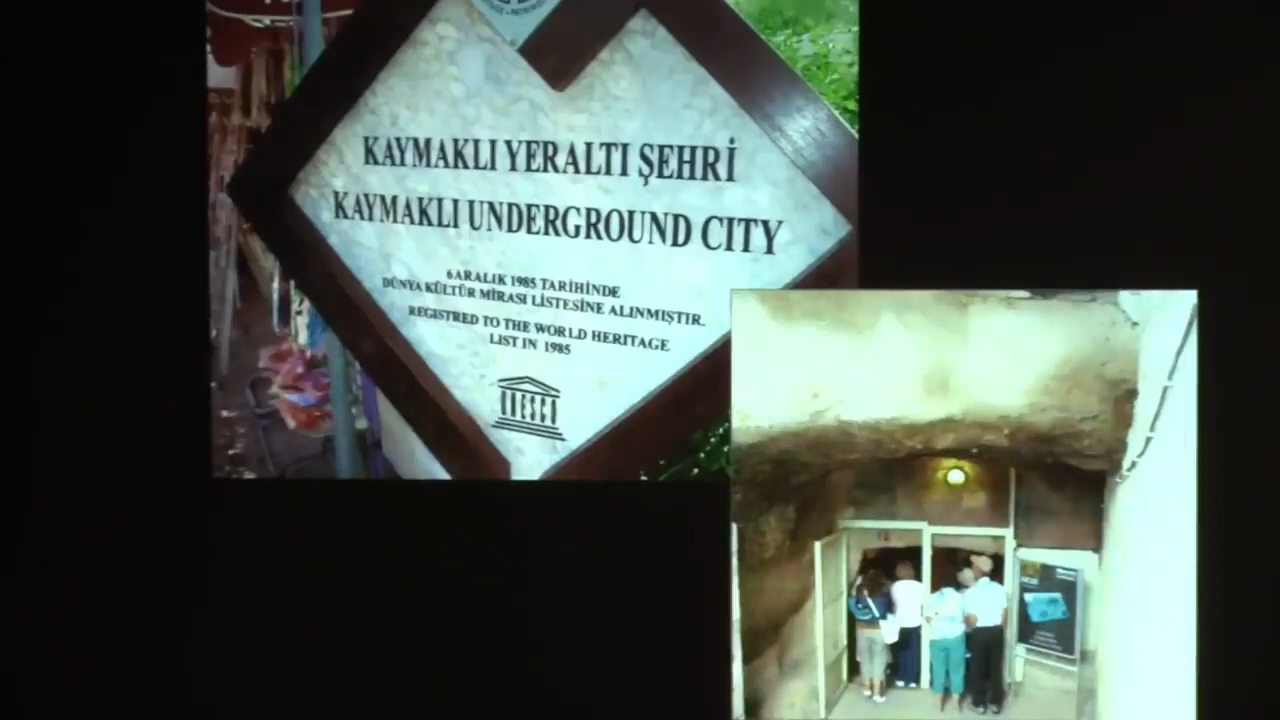 KAYMAKLI YERALTI ŞEHRİ
KAYMAKLI UNDERGROUND CITY
6 ARALIK 1985 TARİHİNDE
DÜNYA KÜLTÜR MİRASI LİSTESİNE ALINMIŞTIR.
REGISTRED TO THE WORLD HERITAGE
LIST IN 1985
UNESCO